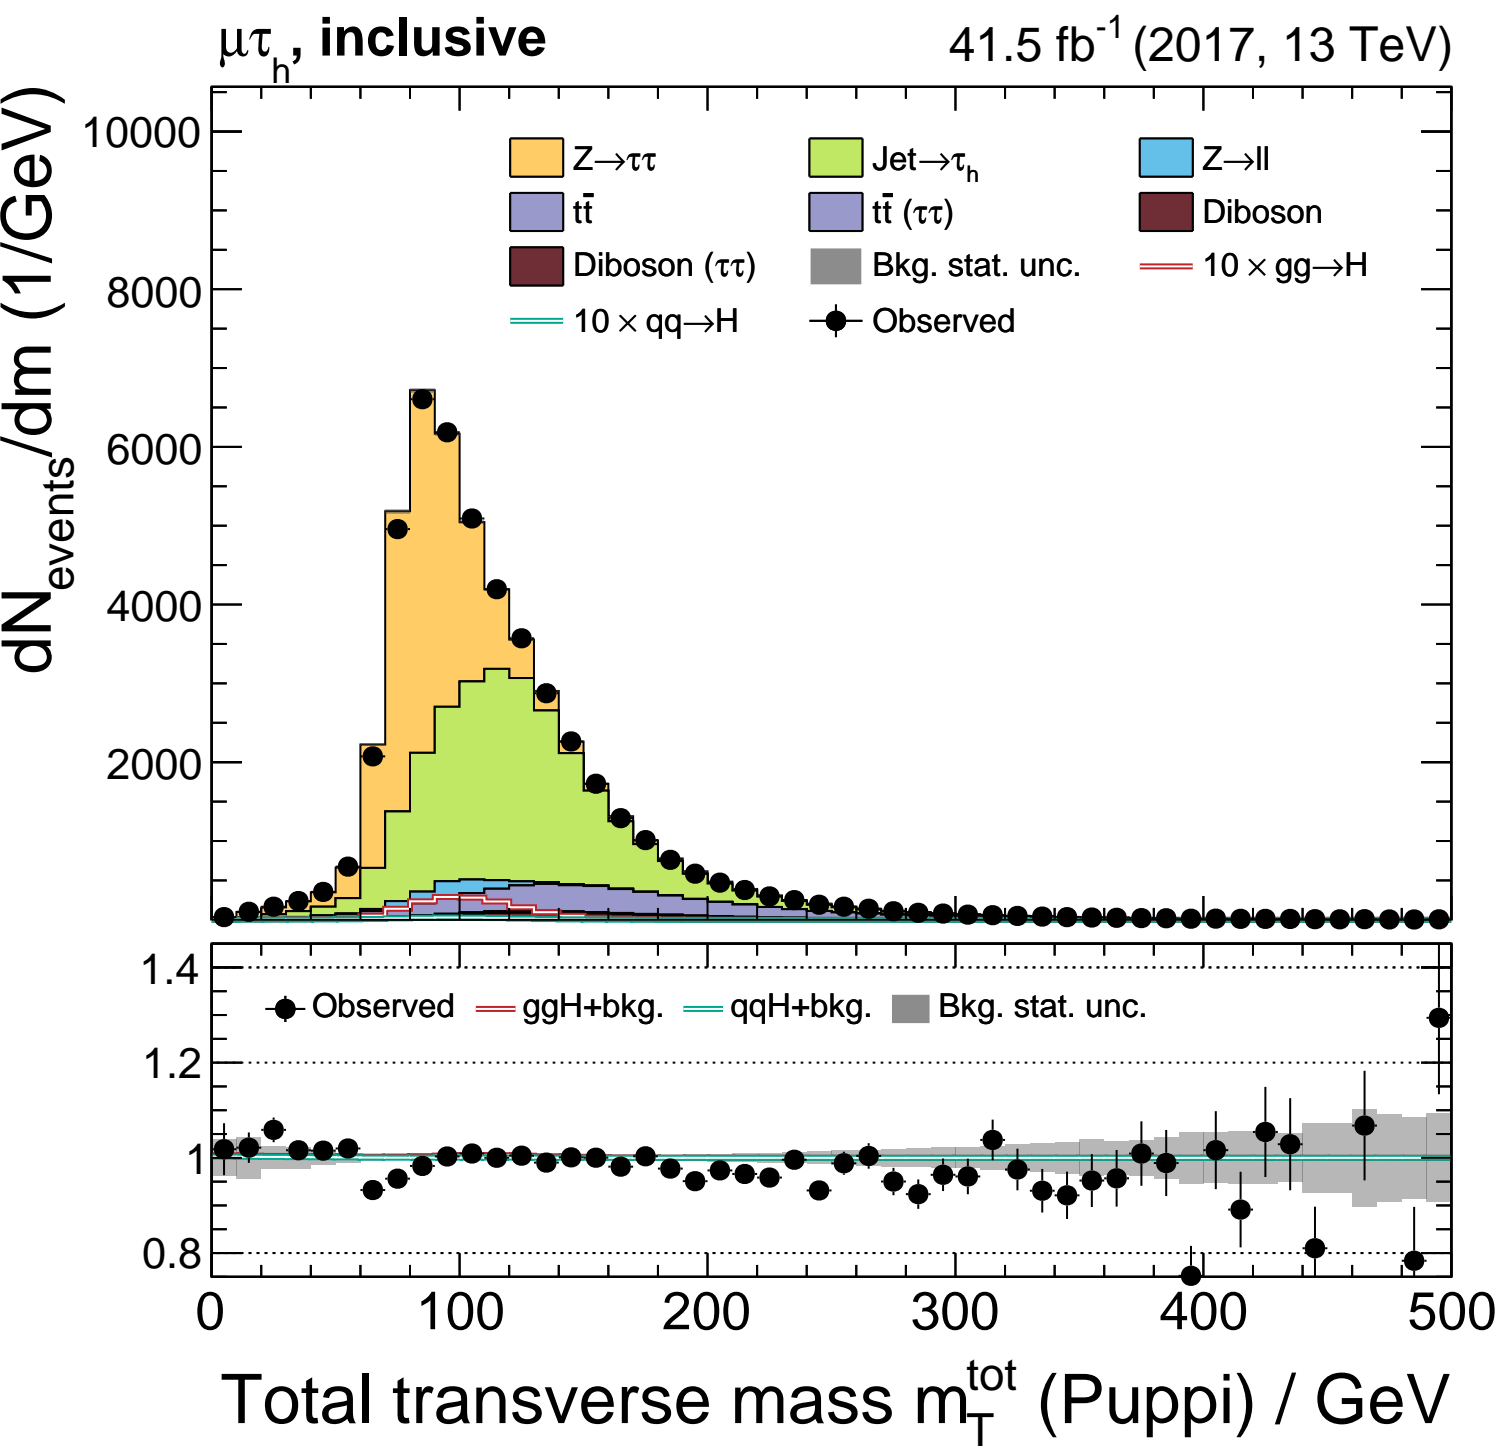 μτh, inclusive 41.5 fb-1 (2017, 13 TeV)
dNevents/dm (1/GeV)
10000
8000
6000
4000
2000
Z→ττ Jet→τh Z→ll
tt̄ tt̄ (ττ) Diboson
Diboson (ττ) Bkg. stat. unc. 10 × gg→H
10 × qq→H Observed
1.4
1.2
1
0.8
Observed ggH+bkg. qqH+bkg. Bkg. stat. unc.
0 100 200 300 400 500
Total transverse mass mTtot (Puppi) / GeV